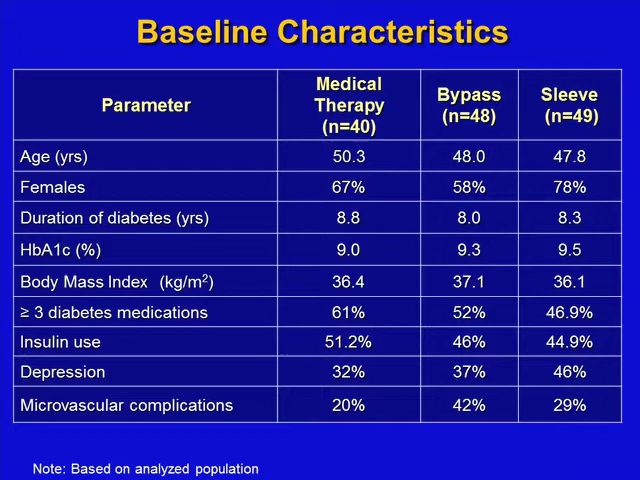 Baseline Characteristics
Parameter Medical Therapy (n=40) Bypass (n=48) Sleeve (n=49)
Age (yrs) 50.3 48.0 47.8
Females 67% 58% 78%
Duration of diabetes (yrs) 8.8 8.0 8.3
HbA1c (%) 9.0 9.3 9.5
Body Mass Index (kg/m²) 36.4 37.1 36.1
≥ 3 diabetes medications 61% 52% 46.9%
Insulin use 51.2% 46% 44.9%
Depression 32% 37% 46%
Microvascular complications 20% 42% 29%
Note: Based on analyzed population